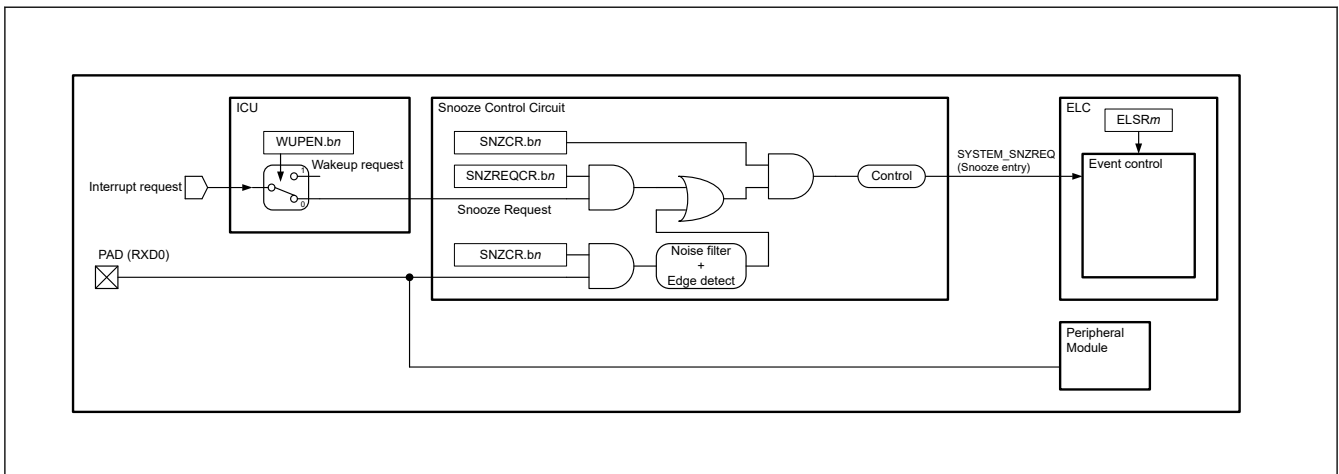 ICU
WUPEN.bn
1
Wakeup request
Interrupt request
0
PAD (RXD0)
Snooze Control Circuit
SNZCR.bn
SNZREQCR.bn
Snooze Request
SNZCR.bn
Noise filter
+
Edge detect
Control
SYSTEM_SNZREQ
(Snooze entry)
ELC
ELSRm
Event control
Peripheral
Module